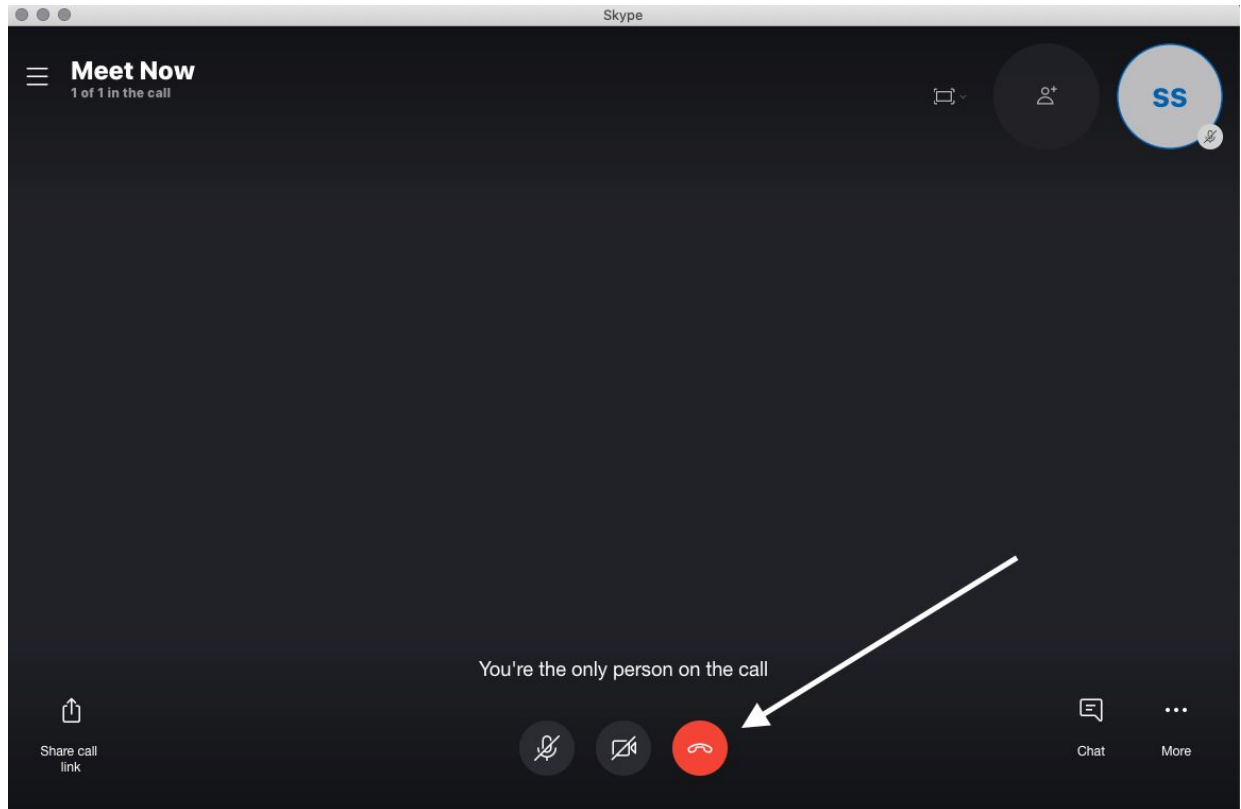 Skype
Meet Now
1 of 1 in the call
SS
You're the only person on the call
Share call
link
Chat
More